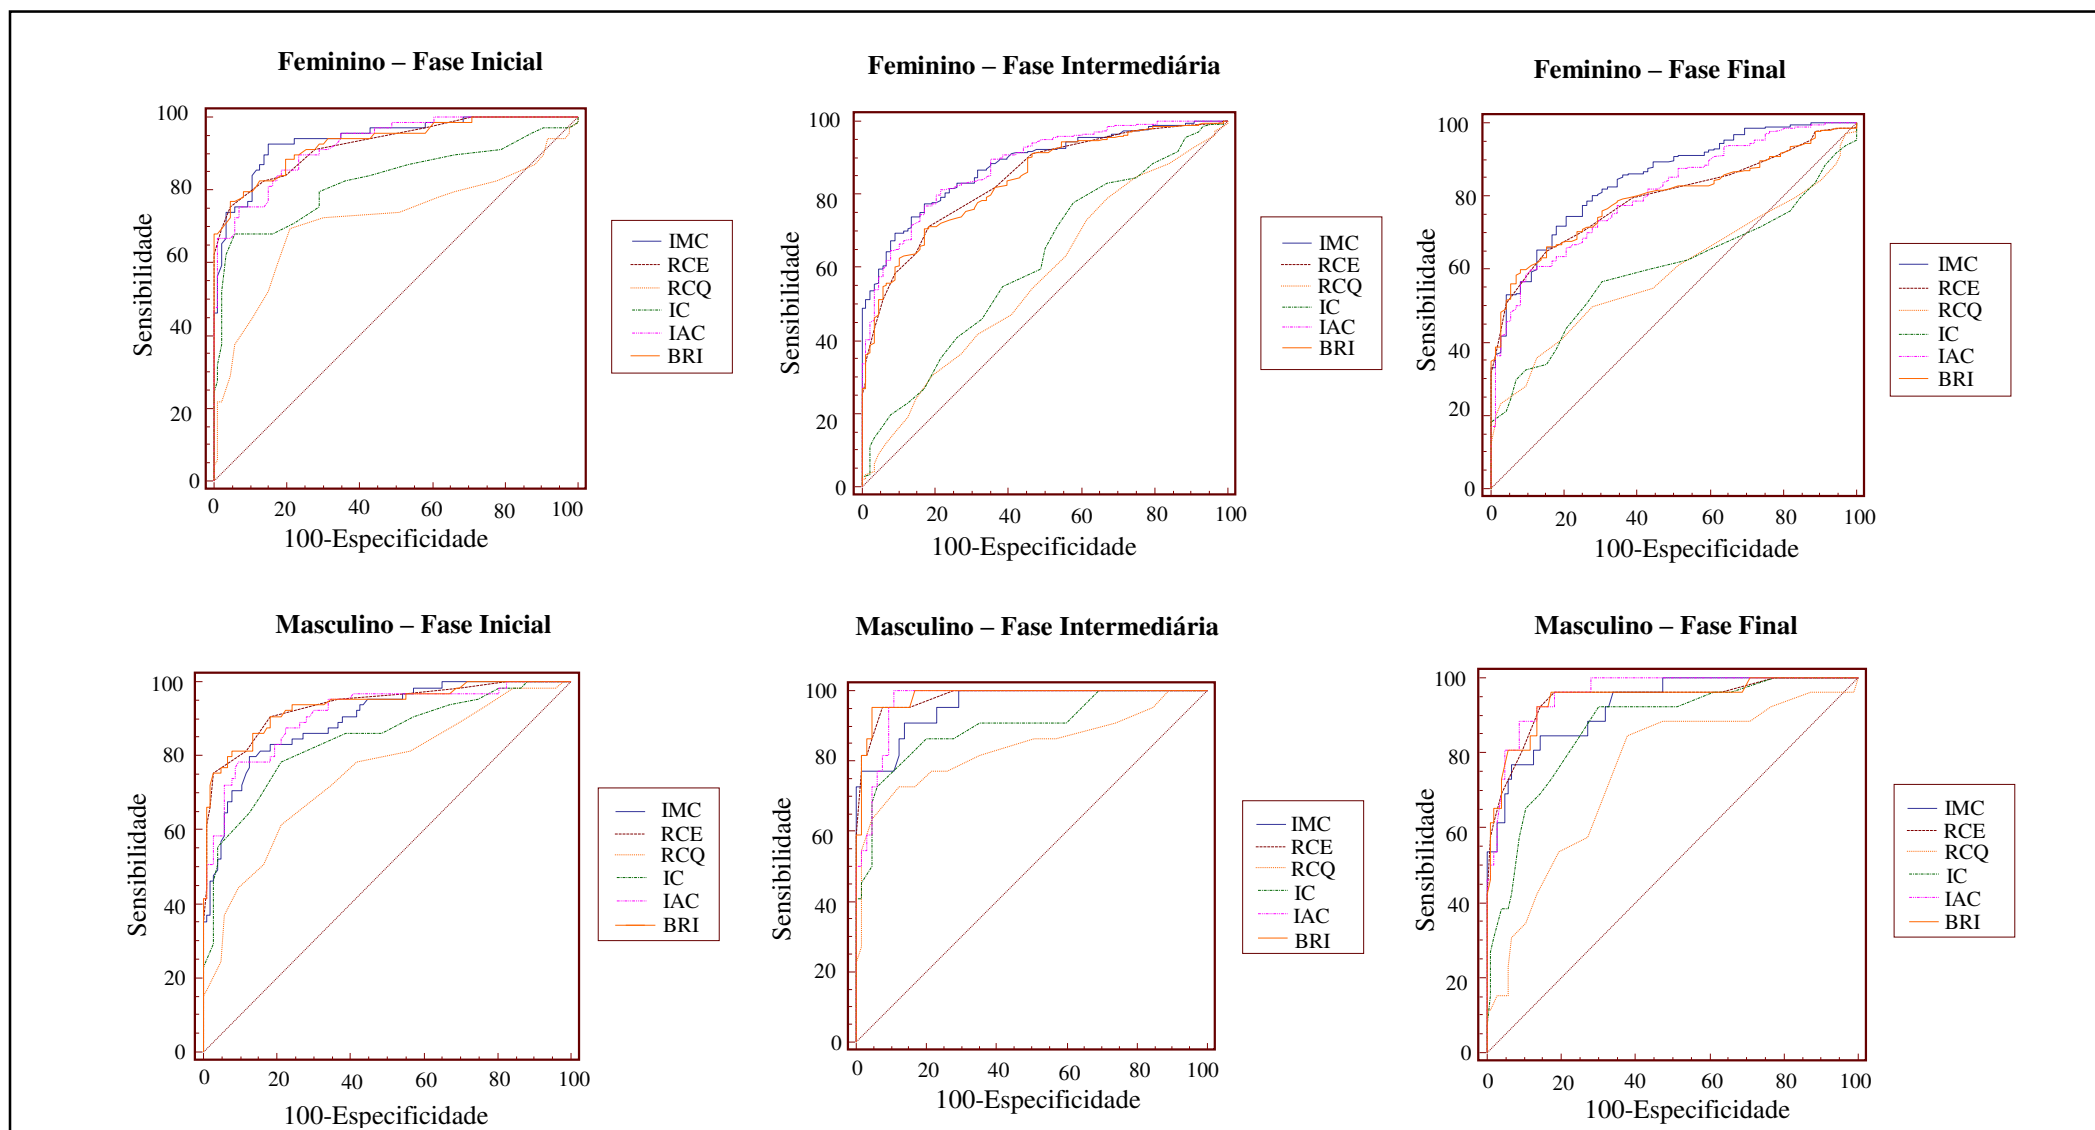 Feminino – Fase Inicial
Sensibilidade
100
80
60
40
20
0
0 20 40 60 80 100
100-Especificidade
IMC
RCE
RCQ
IC
IAC
BRI
Feminino – Fase Intermediária
Sensibilidade
100
80
60
40
20
0
0 20 40 60 80 100
100-Especificidade
IMC
RCE
RCQ
IC
IAC
BRI
Feminino – Fase Final
Sensibilidade
100
80
60
40
20
0
0 20 40 60 80 100
100-Especificidade
IMC
RCE
RCQ
IC
IAC
BRI
Masculino – Fase Inicial
Sensibilidade
100
80
60
40
20
0
0 20 40 60 80 100
100-Especificidade
IMC
RCE
RCQ
IC
IAC
BRI
Masculino – Fase Intermediária
Sensibilidade
100
80
60
40
20
0
0 20 40 60 80 100
100-Especificidade
IMC
RCE
RCQ
IC
IAC
BRI
Masculino – Fase Final
Sensibilidade
100
80
60
40
20
0
0 20 40 60 80 100
100-Especificidade
IMC
RCE
RCQ
IC
IAC
BRI